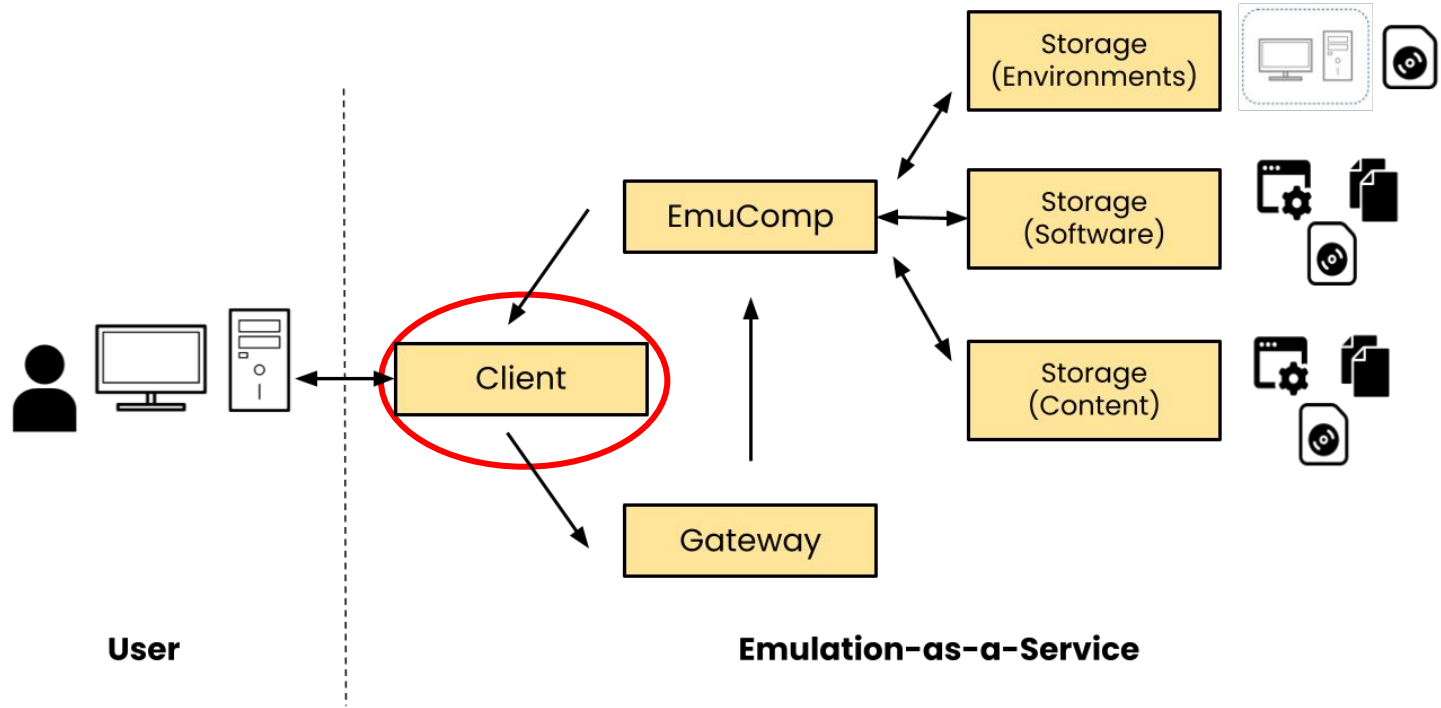 Storage
(Environments)
EmuComp
Storage
(Software)
Client
Storage
(Content)
Gateway
User
Emulation-as-a-Service